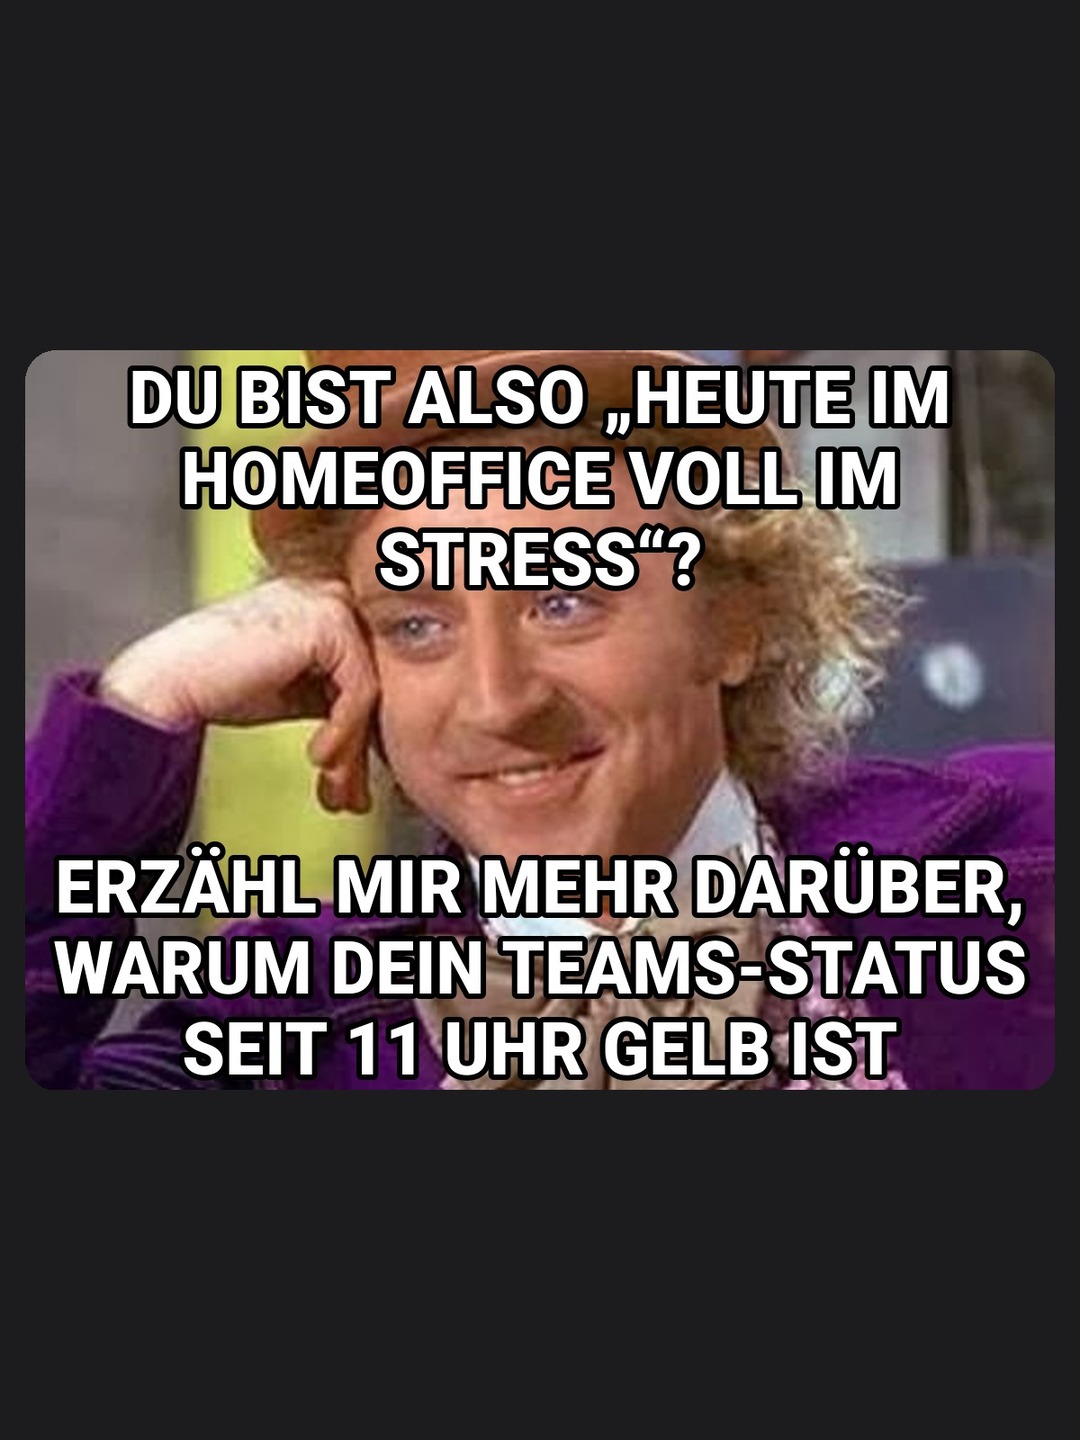 DU BIST ALSO „HEUTE IM
HOMEOFFICE VOLL IM
STRESS“?
ERZÄHL MIR MEHR DARÜBER,
WARUM DEIN TEAMS-STATUS
SEIT 11 UHR GELB IST